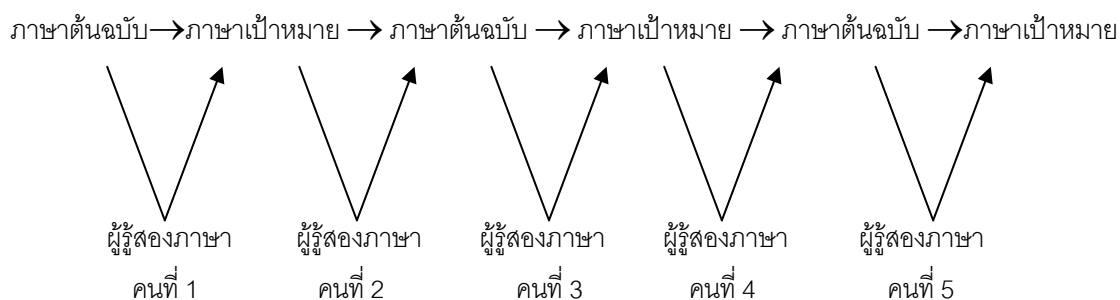 ภาษาต้นฉบับ→ภาษาเป้าหมาย → ภาษาต้นฉบับ → ภาษาเป้าหมาย → ภาษาต้นฉบับ →ภาษาเป้าหมาย
ผู้รู้สองภาษา ผู้รู้สองภาษา ผู้รู้สองภาษา ผู้รู้สองภาษา ผู้รู้สองภาษา
คนที่ 1 คนที่ 2 คนที่ 3 คนที่ 4 คนที่ 5